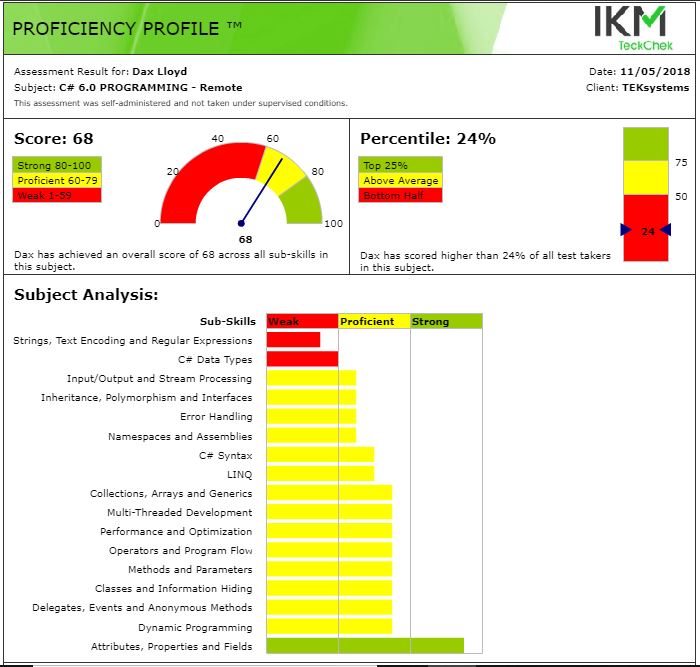 PROFICIENCY PROFILE ™
IKM
TeckChek
Assessment Result for: Dax Lloyd
Date: 11/05/2018
Subject: C# 6.0 PROGRAMMING - Remote
Client: TEKsystems
This assessment was self-administered and not taken under supervised conditions.
Score: 68
Strong 80-100
Proficient 60-79
Weak 1-59
0
20
40
60
80
100
68
Dax has achieved an overall score of 68 across all sub-skills in
this subject.
Percentile: 24%
Top 25%
Above Average
Bottom Half
75
50
24
Dax has scored higher than 24% of all test takers
in this subject.
Subject Analysis:
Sub-Skills Weak Proficient Strong
Strings, Text Encoding and Regular Expressions
C# Data Types
Input/Output and Stream Processing
Inheritance, Polymorphism and Interfaces
Error Handling
Namespaces and Assemblies
C# Syntax
LINQ
Collections, Arrays and Generics
Multi-Threaded Development
Performance and Optimization
Operators and Program Flow
Methods and Parameters
Classes and Information Hiding
Delegates, Events and Anonymous Methods
Dynamic Programming
Attributes, Properties and Fields